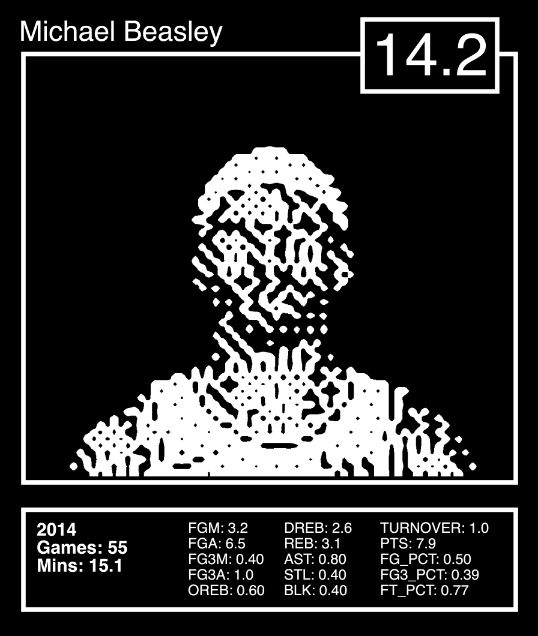 Michael Beasley
14.2
2014
Games: 55
Mins: 15.1
FGM: 3.2
FGA: 6.5
FG3M: 0.40
FG3A: 1.0
OREB: 0.60
DREB: 2.6
REB: 3.1
AST: 0.80
STL: 0.40
BLK: 0.40
TURNOVER: 1.0
PTS: 7.9
FG_PCT: 0.50
FG3_PCT: 0.39
FT_PCT: 0.77